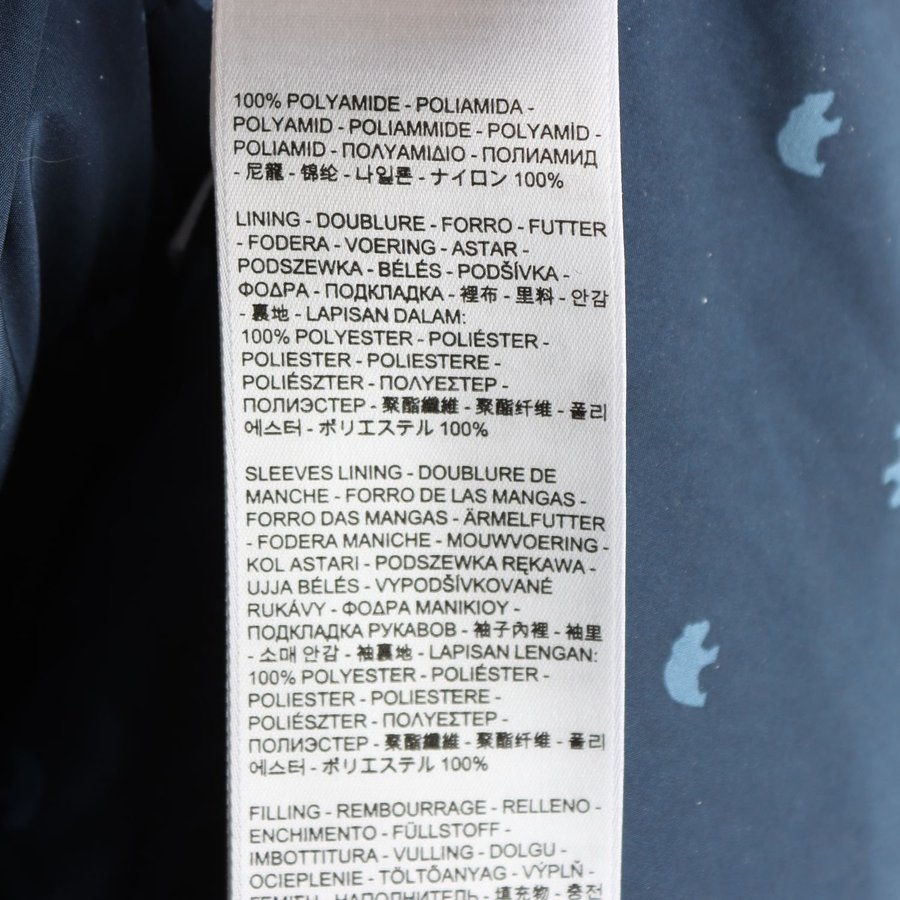 100% POLYAMIDE - POLIAMIDA -
POLYAMID - POLIAMMIDE - POLYAMİD -
POLIAMID - ΠΟΛΥΑΜΙΔΙΟ - ПОЛИАМИД
- 尼龍 - 锦纶 - 나일론 - ナイロン 100%
LINING - DOUBLURE - FORRO - FUTTER
- FODERA - VOERING - ASTAR -
PODSZEWKA - BÉLÉS - PODŠÍVKA -
ΦΟΔΡΑ - ПОДКЛАДКА - 裡布 - 里料 - 안감
- 裏地 - LAPISAN DALAM:
100% POLYESTER - POLIÉSTER -
POLIESTER - POLIESTERE -
POLIÉSZTER - ΠΟΛΥΕΣΤΕΡ -
ПОЛИЭСТЕР - 聚酯纖維 - 聚酯纤维 - 폴리
에스터 - ポリエステル 100%
SLEEVES LINING - DOUBLURE DE
MANCHE - FORRO DE LAS MANGAS -
FORRO DAS MANGAS - ÄRMELFUTTER
- FODERA MANICHE - MOUWVOERING -
KOL ASTARI - PODSZEWKA RĘKAWA -
UJJA BÉLÉS - VYPODŠÍVKOVANÉ
RUKÁVY - ΦΟΔΡΑ ΜΑΝΙΚΙΟΥ -
ПОДКЛАДКА РУКАВОВ - 袖子內裡 - 袖里
- 소매 안감 - 袖裏地 - LAPISAN LENGAN:
100% POLYESTER - POLIÉSTER -
POLIESTER - POLIESTERE -
POLIÉSZTER - ΠΟΛΥΕΣΤΕΡ -
ПОЛИЭСТЕР - 聚酯纖維 - 聚酯纤维 - 폴리
에스터 - ポリエステル 100%
FILLING - REMBOURRAGE - RELLENO -
ENCHIMENTO - FÜLLSTOFF -
IMBOTTITURA - VULLING - DOLGU -
OCIEPLENIE - TÖLTŐANYAG - VÝPLŇ -
ΓΕΜΙΣΗ - НАПОЛНИТЕЛЬ - 填充物 - 충전